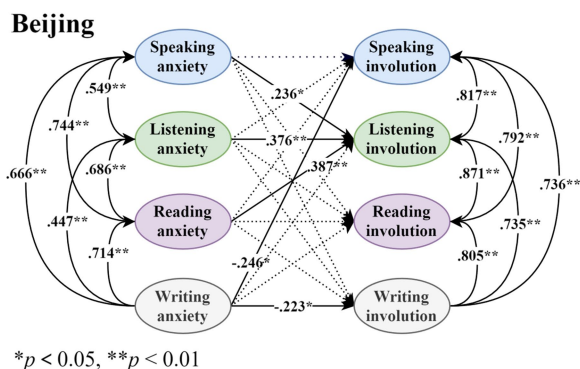 Beijing
Speaking
anxiety
Speaking
involution
.236*
.549**
.817**
.744**
Listening
anxiety
.376**
Listening
involution
.792**
.666**
.686**
.387**
.871**
.736**
.447**
Reading
anxiety
Reading
involution
.735**
.714**
-.246*
.805**
Writing
anxiety
-.223*
Writing
involution
*p < 0.05, **p < 0.01